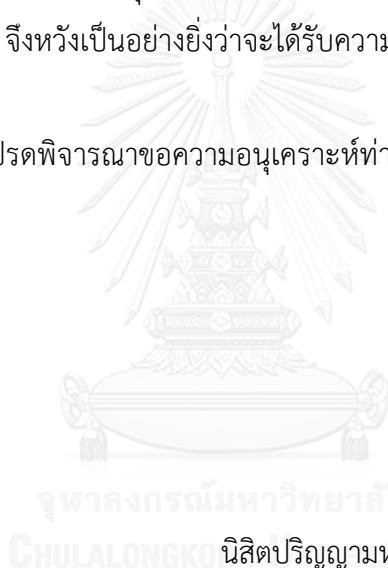 จึงหวังเป็นอย่างยิ่งว่าจะได้รับควา
ปรดพิจารณาขอความอนุเคราะห์ท่า
จุฬาลงกรณ์มหาวิทยาลั
CHULALONGKO
นิสิตปริญญามห